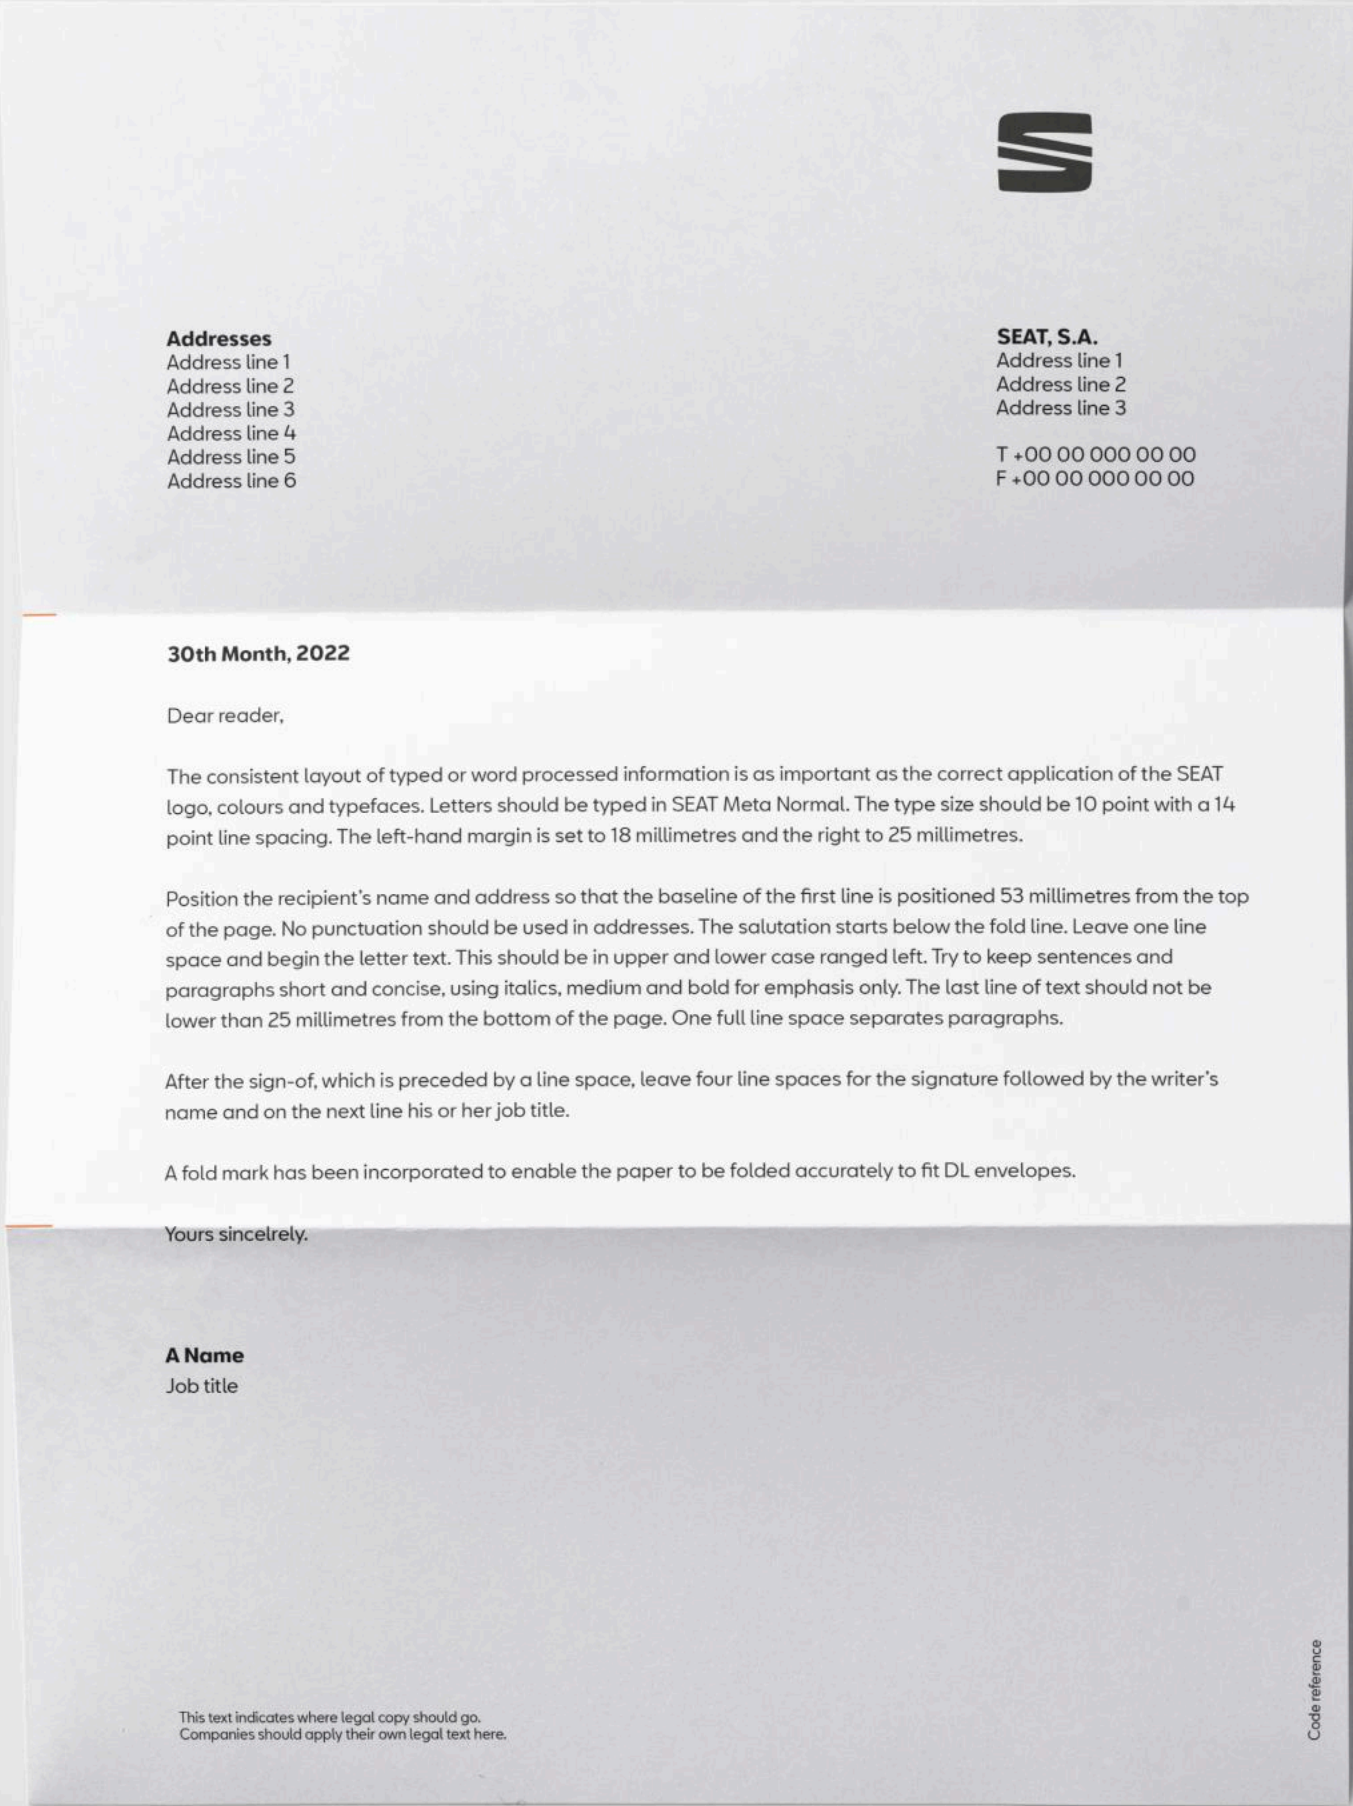 Addresses
Address line 1
Address line 2
Address line 3
Address line 4
Address line 5
Address line 6
SEAT, S.A.
Address line 1
Address line 2
Address line 3
T +00 00 000 00 00
F +00 00 000 00 00
30th Month, 2022
Dear reader,
The consistent layout of typed or word processed information is as important as the correct application of the SEAT
logo, colours and typefaces. Letters should be typed in SEAT Meta Normal. The type size should be 10 point with a 14
point line spacing. The left-hand margin is set to 18 millimetres and the right to 25 millimetres.
Position the recipient's name and address so that the baseline of the first line is positioned 53 millimetres from the top
of the page. No punctuation should be used in addresses. The salutation starts below the fold line. Leave one line
space and begin the letter text. This should be in upper and lower case ranged left. Try to keep sentences and
paragraphs short and concise, using italics, medium and bold for emphasis only. The last line of text should not be
lower than 25 millimetres from the bottom of the page. One full line space separates paragraphs.
After the sign-of, which is preceded by a line space, leave four line spaces for the signature followed by the writer's
name and on the next line his or her job title.
A fold mark has been incorporated to enable the paper to be folded accurately to fit DL envelopes.
Yours sincelrely.
A Name
Job title
This text indicates where legal copy should go.
Companies should apply their own legal text here.
Code reference